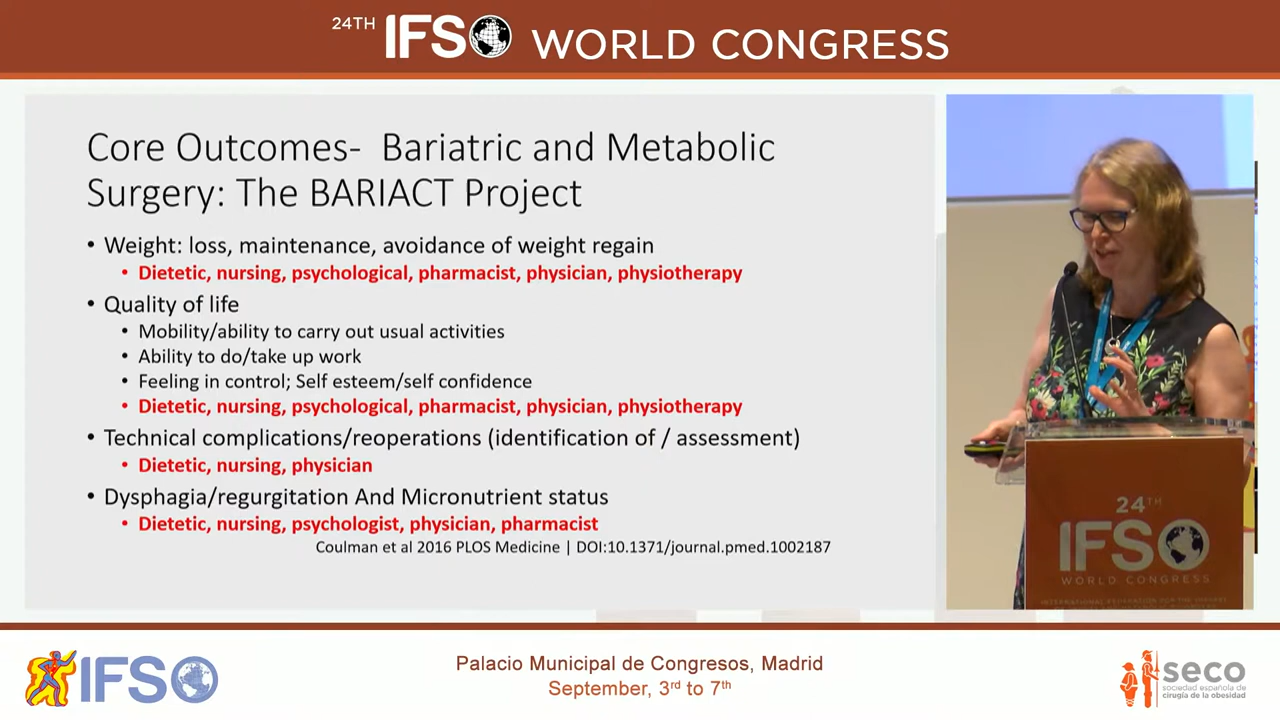 24TH IFSO WORLD CONGRESS
Core Outcomes- Bariatric and Metabolic
Surgery: The BARIACT Project
• Weight: loss, maintenance, avoidance of weight regain
• Dietetic, nursing, psychological, pharmacist, physician, physiotherapy
• Quality of life
• Mobility/ability to carry out usual activities
• Ability to do/take up work
• Feeling in control; Self esteem/self confidence
• Dietetic, nursing, psychological, pharmacist, physician, physiotherapy
• Technical complications/reoperations (identification of / assessment)
• Dietetic, nursing, physician
• Dysphagia/regurgitation And Micronutrient status
• Dietetic, nursing, psychologist, physician, pharmacist
Coulman et al 2016 PLOS Medicine | DOI:10.1371/journal.pmed.1002187
24TH
IFSO
WORLD CONGRESS
IFSO
Palacio Municipal de Congresos, Madrid
September, 3rd to 7th
seco
sociedad española de
cirugía de la obesidad